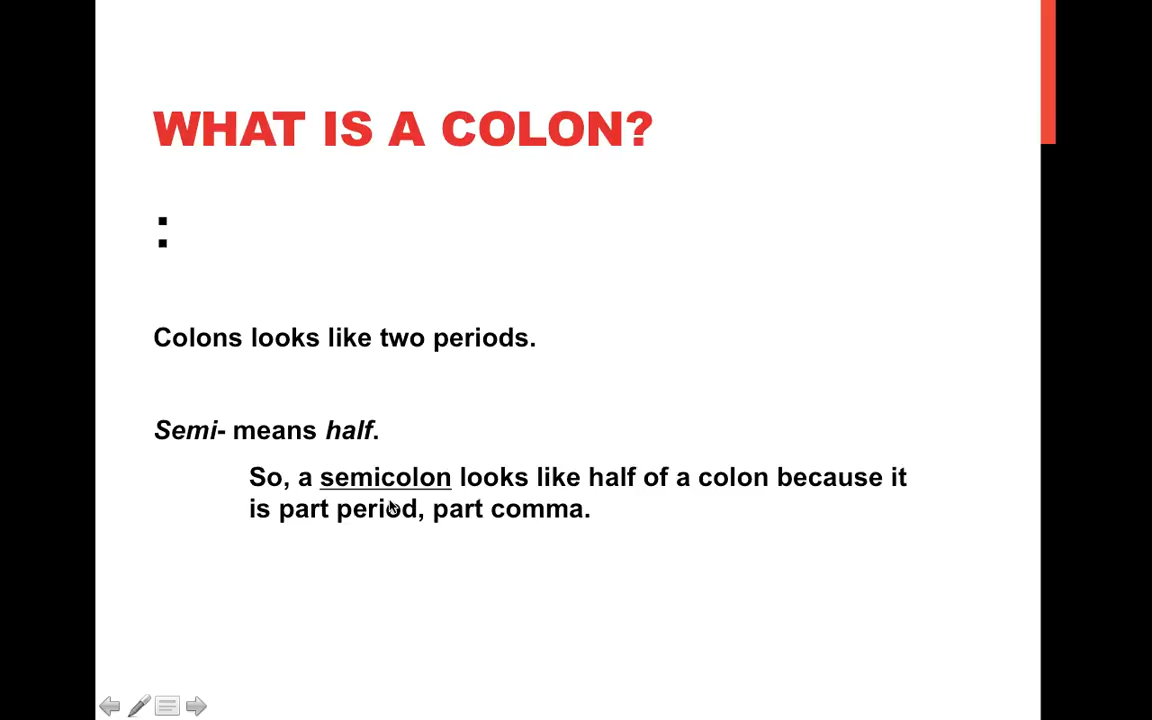 WHAT IS A COLON?
:
Colons looks like two periods.
Semi- means half.
So, a semicolon looks like half of a colon because it
is part period, part comma.